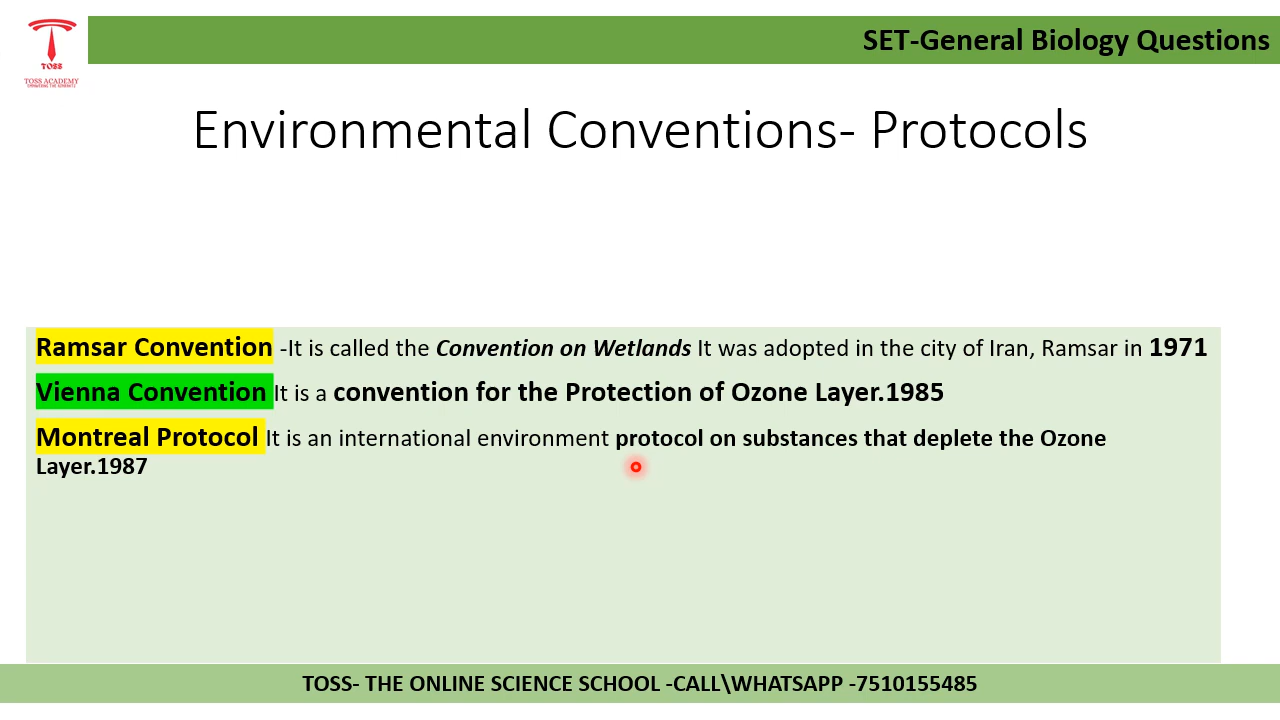 SET-General Biology Questions
TOSS
TOSS ACADEMY
Environmental Conventions- Protocols
Ramsar Convention -It is called the Convention on Wetlands It was adopted in the city of Iran, Ramsar in 1971
Vienna Convention It is a convention for the Protection of Ozone Layer.1985
Montreal Protocol It is an international environment protocol on substances that deplete the Ozone
Layer.1987
TOSS- THE ONLINE SCIENCE SCHOOL -CALL\WHATSAPP -7510155485